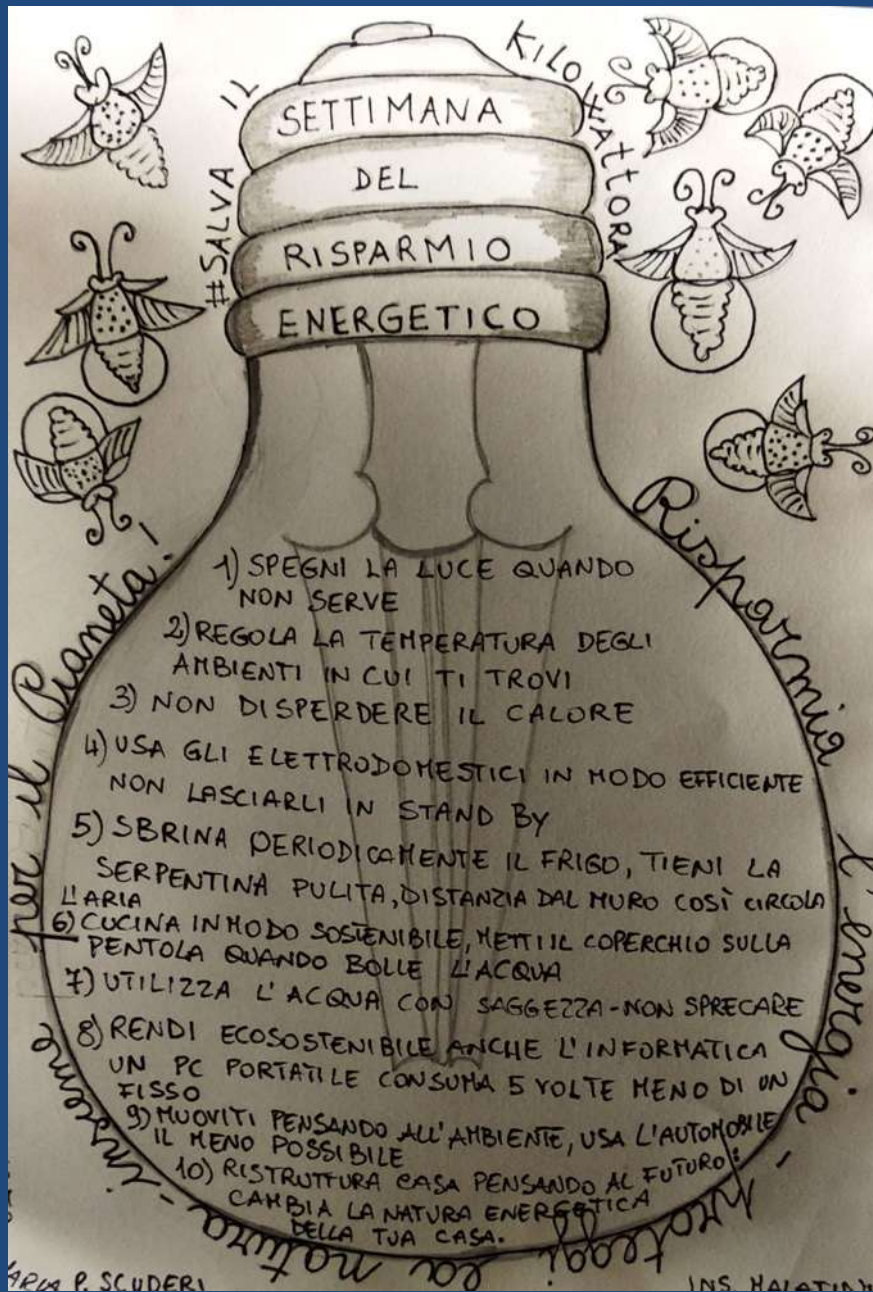 #SALVA IL KILOWattORA
SETTIMANA
DEL
RISPARMIO
ENERGETICO
1) SPEGNI LA LUCE QUANDO
NON SERVE
2) REGOLA LA TEMPERATURA DEGLI
AMBIENTI IN CUI TI TROVI
3) NON DISPERDERE IL CALORE
4) USA GLI ELETTRODOMESTICI IN MODO EFFICIENTE
NON LASCIARLI IN STAND BY
5) SBRINA PERIODICAMENTE IL FRIGO, TIENI LA
SERPENTINA PULITA, DISTANZIA DAL MURO COSÌ CIRCOLA
L'ARIA
6) CUCINA IN MODO SOSTENIBILE, METTI IL COPERCHIO SULLA
PENTOLA QUANDO BOLLE L'ACQUA
7) UTILIZZA L'ACQUA CON SAGGEZZA - NON SPRECARE
8) RENDI ECOSOSTENIBILE ANCHE L'INFORMATICA
UN PC PORTATILE CONSUMA 5 VOLTE MENO DI UN
FISSO
9) MUOVITI PENSANDO ALL'AMBIENTE, USA L'AUTOMOBILE
IL MENO POSSIBILE
10) RISTRUTTURA CASA PENSANDO AL FUTURO:
CAMBIA LA NATURA ENERGETICA
DELLA TUA CASA.
Risparmia l'energia - proteggi la natura - insieme per il Pianeta!
P. SCUDERI
INS.